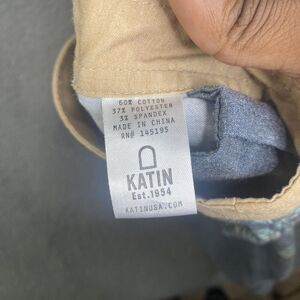 60% COTTON
37% POLYESTER
3% SPANDEX
MADE IN CHINA
RN# 145195
KATIN
Est.1954
KATINUSA.COM